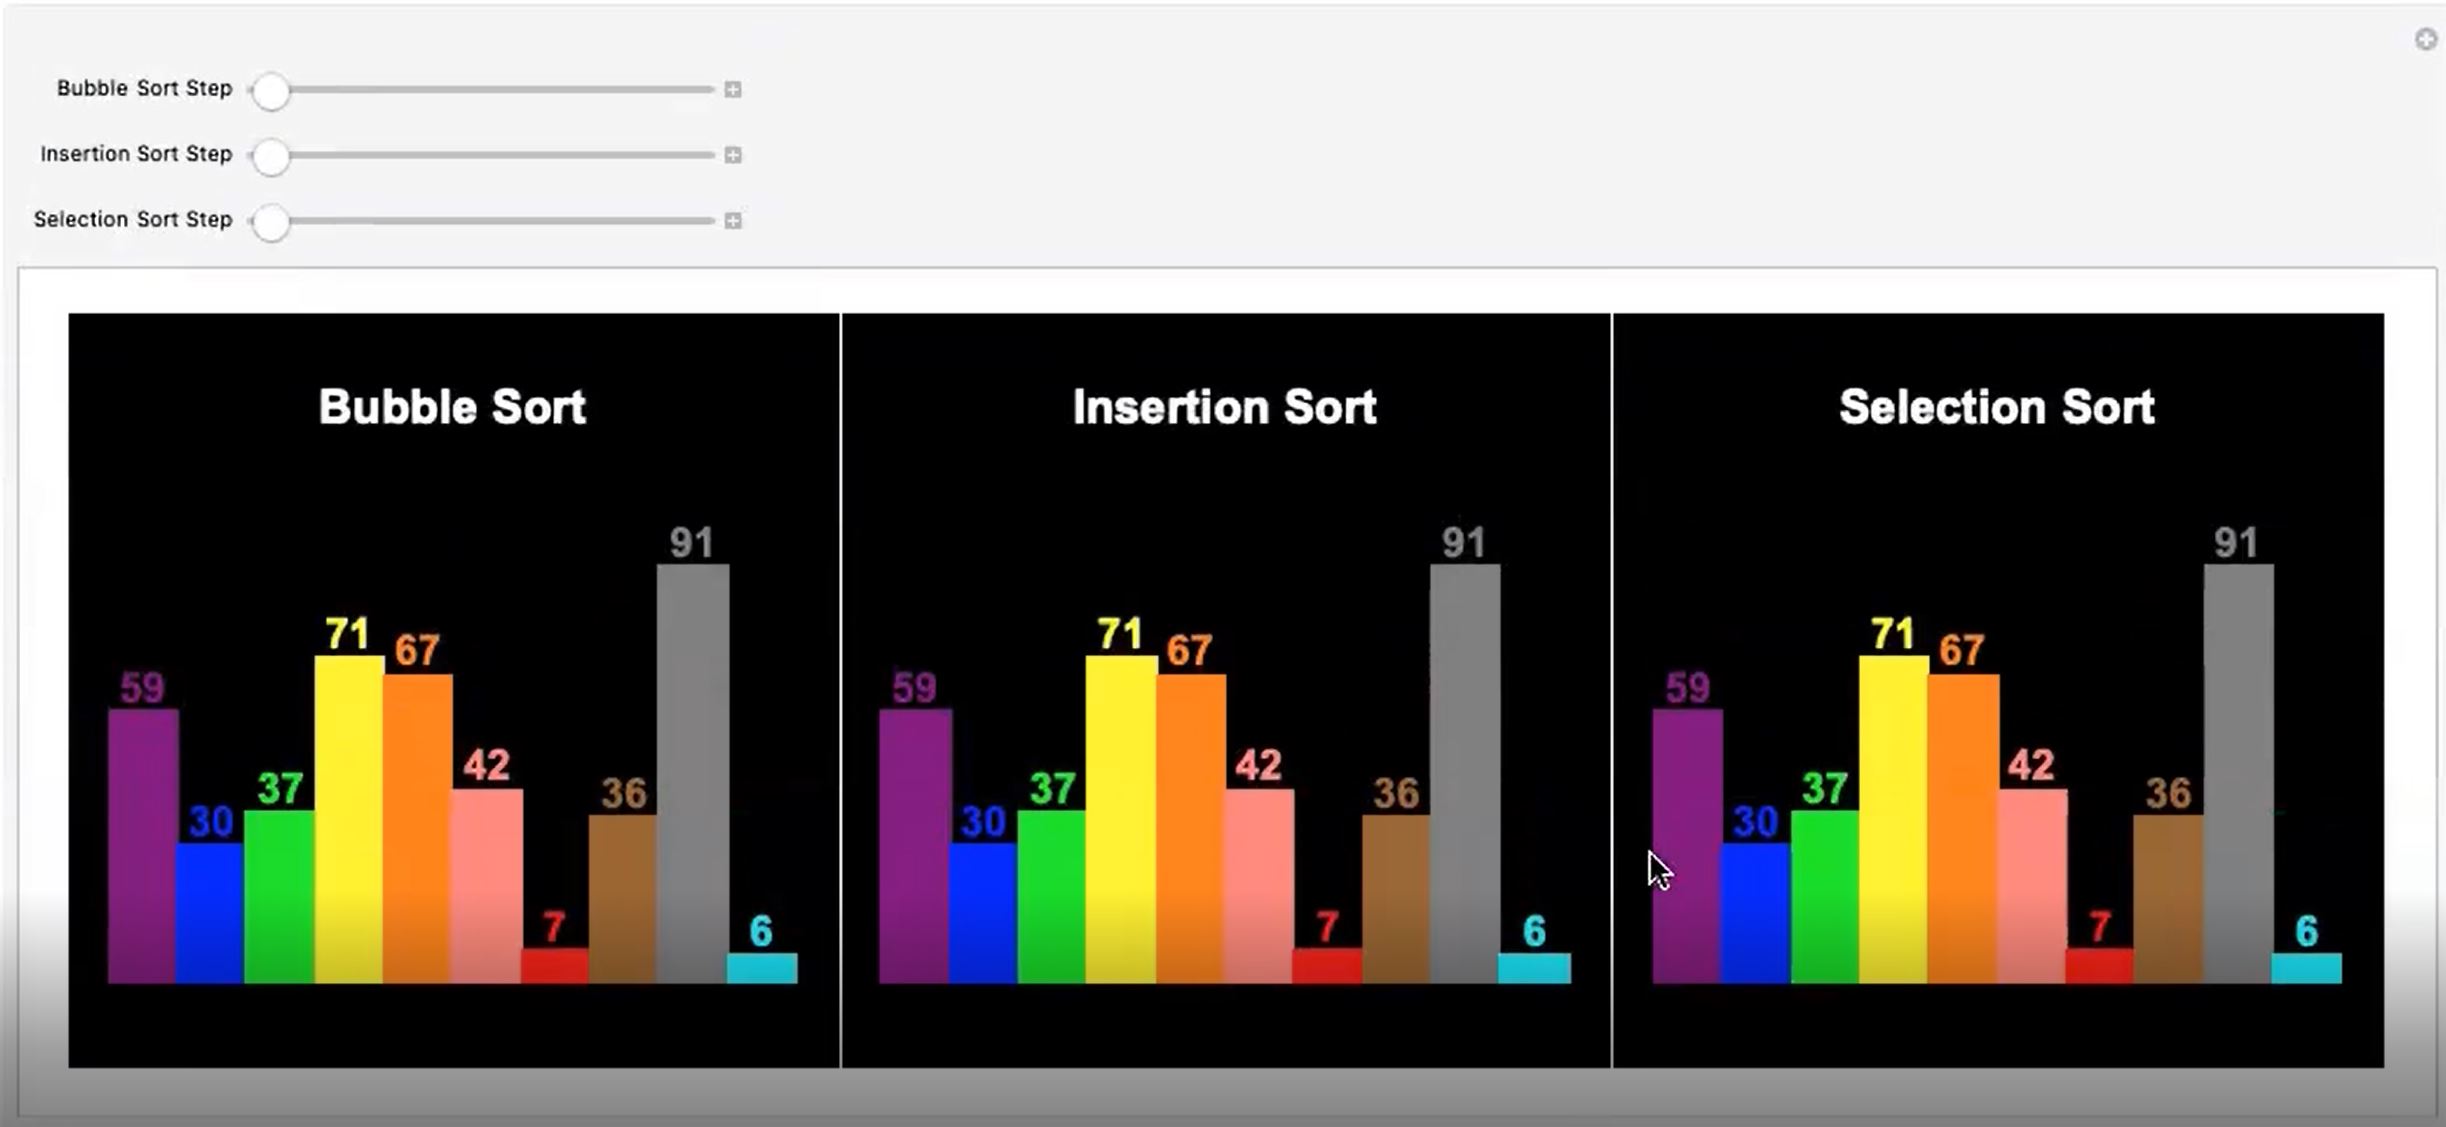 Bubble Sort Step
Insertion Sort Step
Selection Sort Step
Bubble Sort
59 30 37 71 67 42 7 36 91 6
Insertion Sort
59 30 37 71 67 42 7 36 91 6
Selection Sort
59 30 37 71 67 42 7 36 91 6